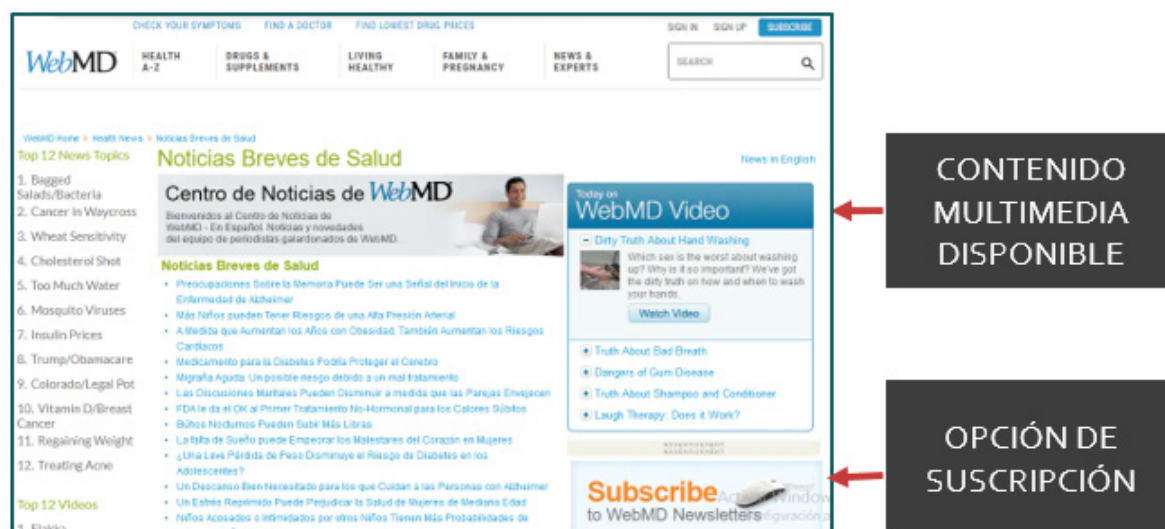 CHECK YOUR SYMPTOMS FIND A DOCTOR FIND LOWEST DRUG PRICES SIGN IN SIGN UP SUBSCRIBE
WebMD
HEALTH
A-Z
DRUGS &
SUPPLEMENTS
LIVING
HEALTHY
FAMILY &
PREGNANCY
NEWS &
EXPERTS
SEARCH
WebMD Home » Health News » Noticias Breves de Salud
Top 12 News Topics
1. Bagged
Salads/Bacteria
2. Cancer in Waycross
3. Wheat Sensitivity
4. Cholesterol Shot
5. Too Much Water
6. Mosquito Viruses
7. Insulin Prices
8. Trump/Obamacare
9. Colorado/Legal Pot
10. Vitamin D/Breast
Cancer
11. Regaining Weight
12. Treating Acne
Top 12 Videos
1. Flakka
Noticias Breves de Salud
News in English
Centro de Noticias de WebMD
Bienvenidos al Centro de Noticias de
WebMD - En Español. Noticias y novedades
del equipo de periodistas galardonados de WebMD.
Noticias Breves de Salud
• Preocupaciones Sobre la Memoria Puede Ser una Señal del Inicio de la
Enfermedad de Alzheimer
• Más Niños pueden Tener Riesgos de una Alta Presión Arterial
• A Medida que Aumentan los Años con Obesidad, También Aumentan los Riesgos
Cardíacos
• Medicamento para la Diabetes Podría Proteger el Cerebro
• Migraña Aguda: Un posible riesgo debido a un mal tratamiento
• Las Discusiones Maritales Pueden Disminuir a medida que las Parejas Envejecen
• FDA le da el OK al Primer Tratamiento No-Hormonal para los Calores Súbitos
• Búhos Nocturnos Pueden Subir Más Libras
• La falta de Sueño puede Empeorar los Malestares del Corazón en Mujeres
• ¿Una Leve Pérdida de Peso Disminuye el Riesgo de Diabetes en los
Adolescentes?
• Un Descanso Bien Necesitado para los que Cuidan a las Personas con Alzheimer
• Un Estrés Reprimido Puede Perjudicar la Salud de Mujeres de Mediana Edad
• Niños Acosados o Intimidados por otros Niños Tienen Más Probabilidades de
Today on
WebMD Video
Dirty Truth About Hand Washing
Which sex is the worst about washing
up? Why is it so important? We've got
the dirty truth on how and when to wash
your hands.
Watch Video
Truth About Bad Breath
Dangers of Gum Disease
Truth About Shampoo and Conditioner
Laugh Therapy: Does it Work?
ADVERTISEMENT
Subscribe
to WebMD Newsletters
CONTENIDO
MULTIMEDIA
DISPONIBLE
OPCIÓN DE
SUSCRIPCIÓN